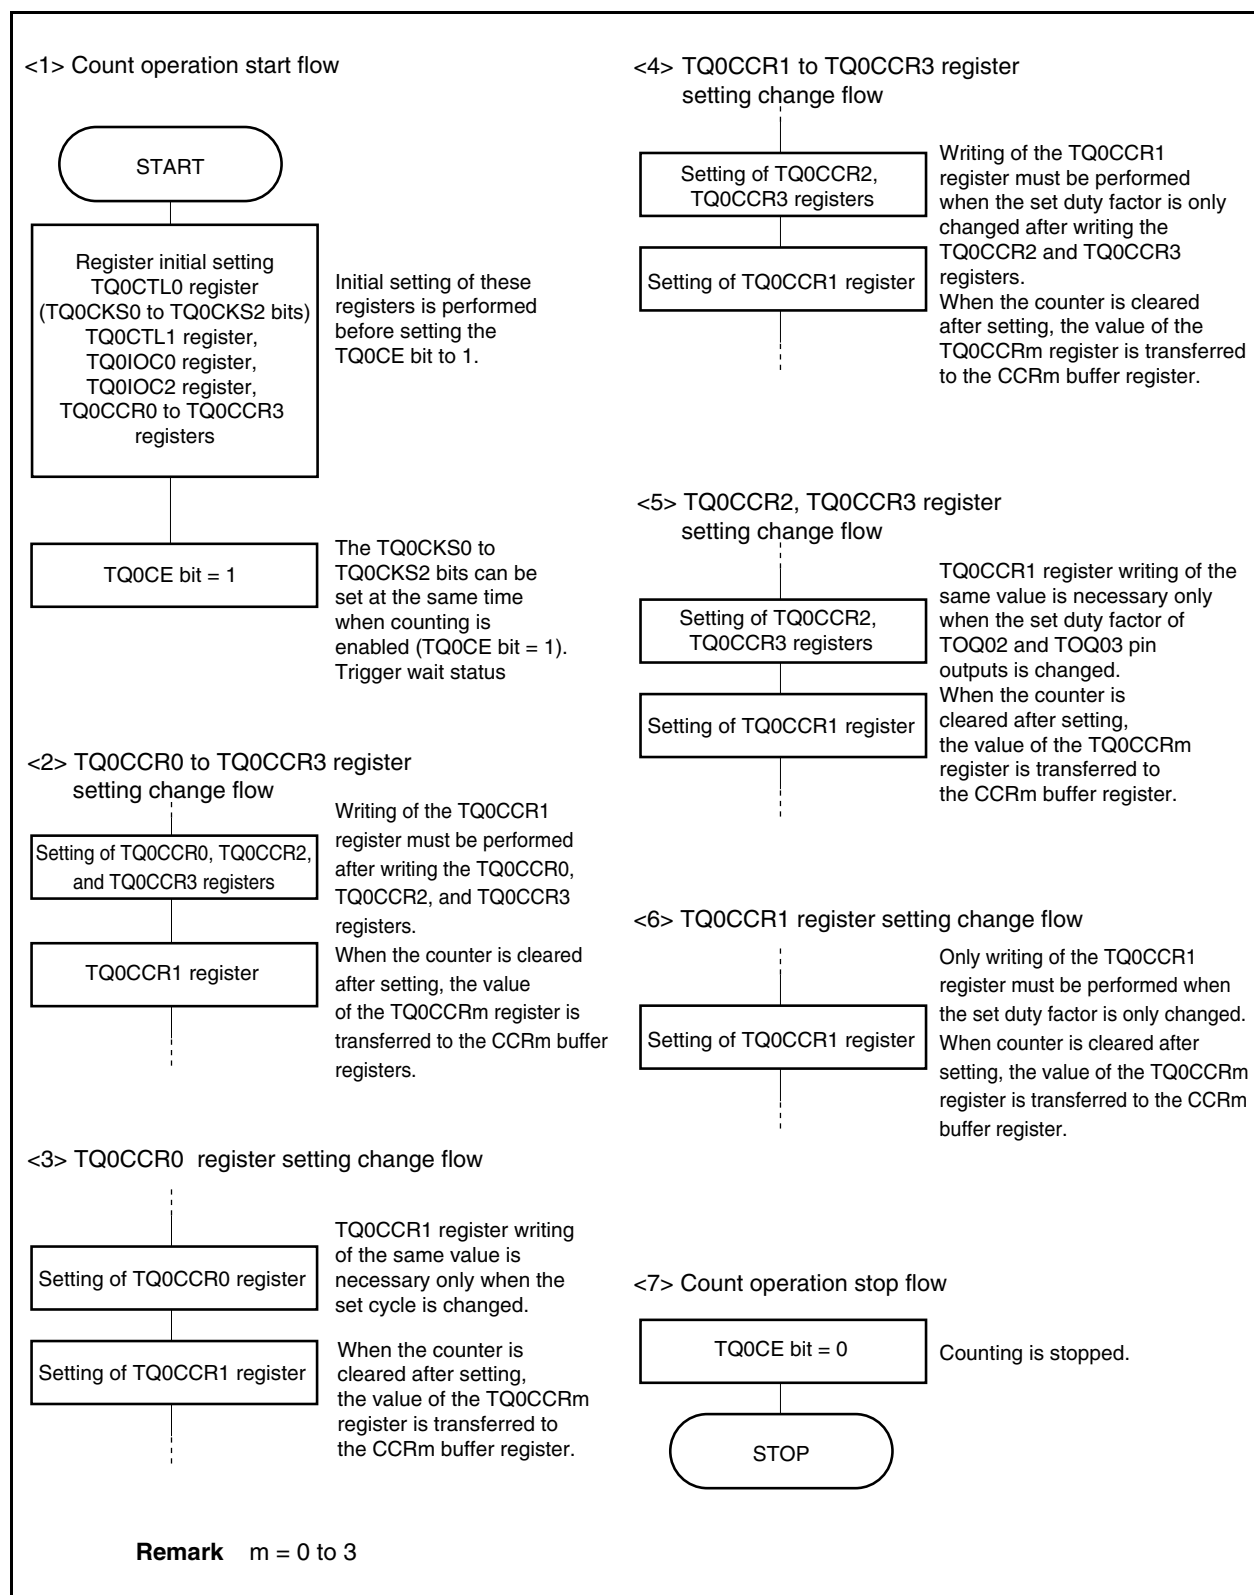 <1> Count operation start flow
START
Register initial setting
TQ0CTL0 register
(TQ0CKS0 to TQ0CKS2 bits)
TQ0CTL1 register,
TQ0IOC0 register,
TQ0IOC2 register,
TQ0CCR0 to TQ0CCR3
registers
Initial setting of these
registers is performed
before setting the
TQ0CE bit to 1.
TQ0CE bit = 1
The TQ0CKS0 to
TQ0CKS2 bits can be
set at the same time
when counting is
enabled (TQ0CE bit = 1).
Trigger wait status
<2> TQ0CCR0 to TQ0CCR3 register
setting change flow
Setting of TQ0CCR0, TQ0CCR2,
and TQ0CCR3 registers
TQ0CCR1 register
Writing of the TQ0CCR1
register must be performed
after writing the TQ0CCR0,
TQ0CCR2, and TQ0CCR3
registers.
When the counter is cleared
after setting, the value
of the TQ0CCRm register is
transferred to the CCRm buffer
registers.
<3> TQ0CCR0 register setting change flow
Setting of TQ0CCR0 register
Setting of TQ0CCR1 register
TQ0CCR1 register writing
of the same value is
necessary only when the
set cycle is changed.
When the counter is
cleared after setting,
the value of the TQ0CCRm
register is transferred to
the CCRm buffer register.
<4> TQ0CCR1 to TQ0CCR3 register
setting change flow
Setting of TQ0CCR2,
TQ0CCR3 registers
Setting of TQ0CCR1 register
Writing of the TQ0CCR1
register must be performed
when the set duty factor is only
changed after writing the
TQ0CCR2 and TQ0CCR3
registers.
When the counter is cleared
after setting, the value of the
TQ0CCRm register is transferred
to the CCRm buffer register.
<5> TQ0CCR2, TQ0CCR3 register
setting change flow
Setting of TQ0CCR2,
TQ0CCR3 registers
Setting of TQ0CCR1 register
TQ0CCR1 register writing of the
same value is necessary only
when the set duty factor of
TOQ02 and TOQ03 pin
outputs is changed.
When the counter is
cleared after setting,
the value of the TQ0CCRm
register is transferred to
the CCRm buffer register.
<6> TQ0CCR1 register setting change flow
Setting of TQ0CCR1 register
Only writing of the TQ0CCR1
register must be performed when
the set duty factor is only changed.
When counter is cleared after
setting, the value of the TQ0CCRm
register is transferred to the CCRm
buffer register.
<7> Count operation stop flow
TQ0CE bit = 0
Counting is stopped.
STOP
Remark m = 0 to 3